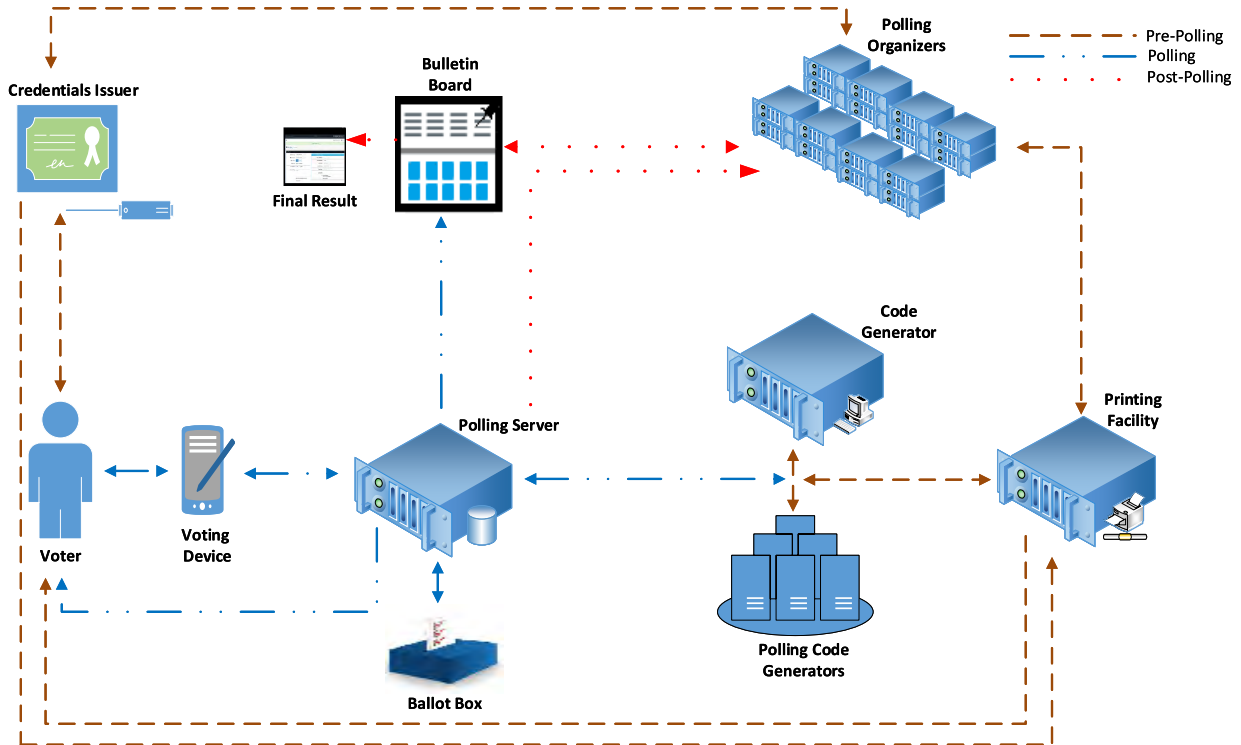 Polling
Organizers
Pre-Polling
Polling
Post-Polling
Bulletin
Board
Credentials Issuer
Final Result
Code
Generator
Printing
Facility
Polling Server
Voter
Voting
Device
Polling Code
Generators
Ballot Box